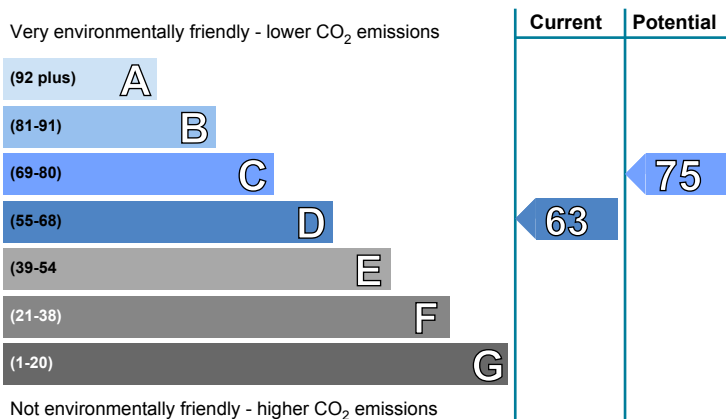 Current Potential
Very environmentally friendly - lower CO2 emissions
(92 plus) A
(81-91) B
(69-80) C
75
(55-68) D
63
(39-54 E
(21-38) F
(1-20) G
Not environmentally friendly - higher CO2 emissions